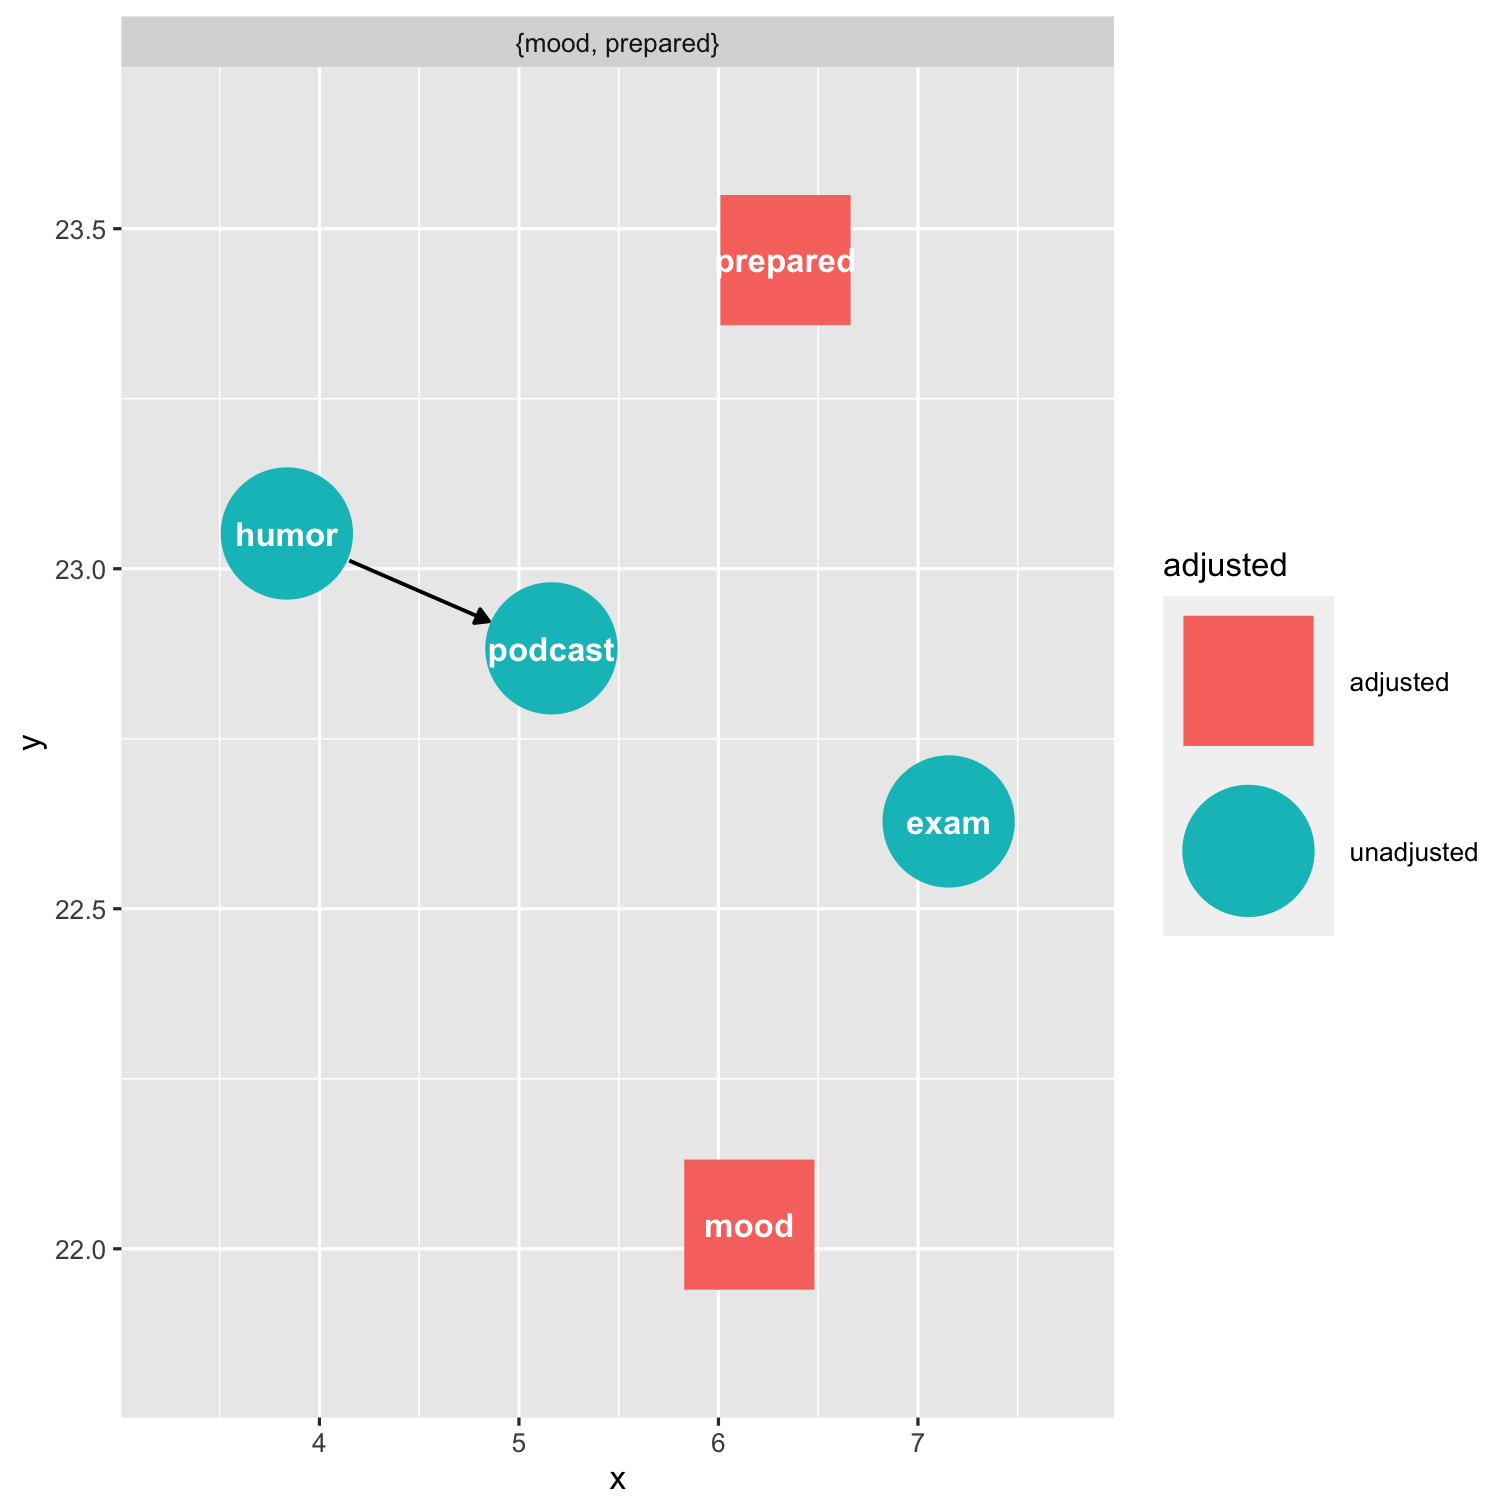 {mood, prepared}
23.5
prepared
humor
23.0
podcast
exam
y
22.5
mood
22.0
4 5 6 7
x
adjusted
adjusted
unadjusted